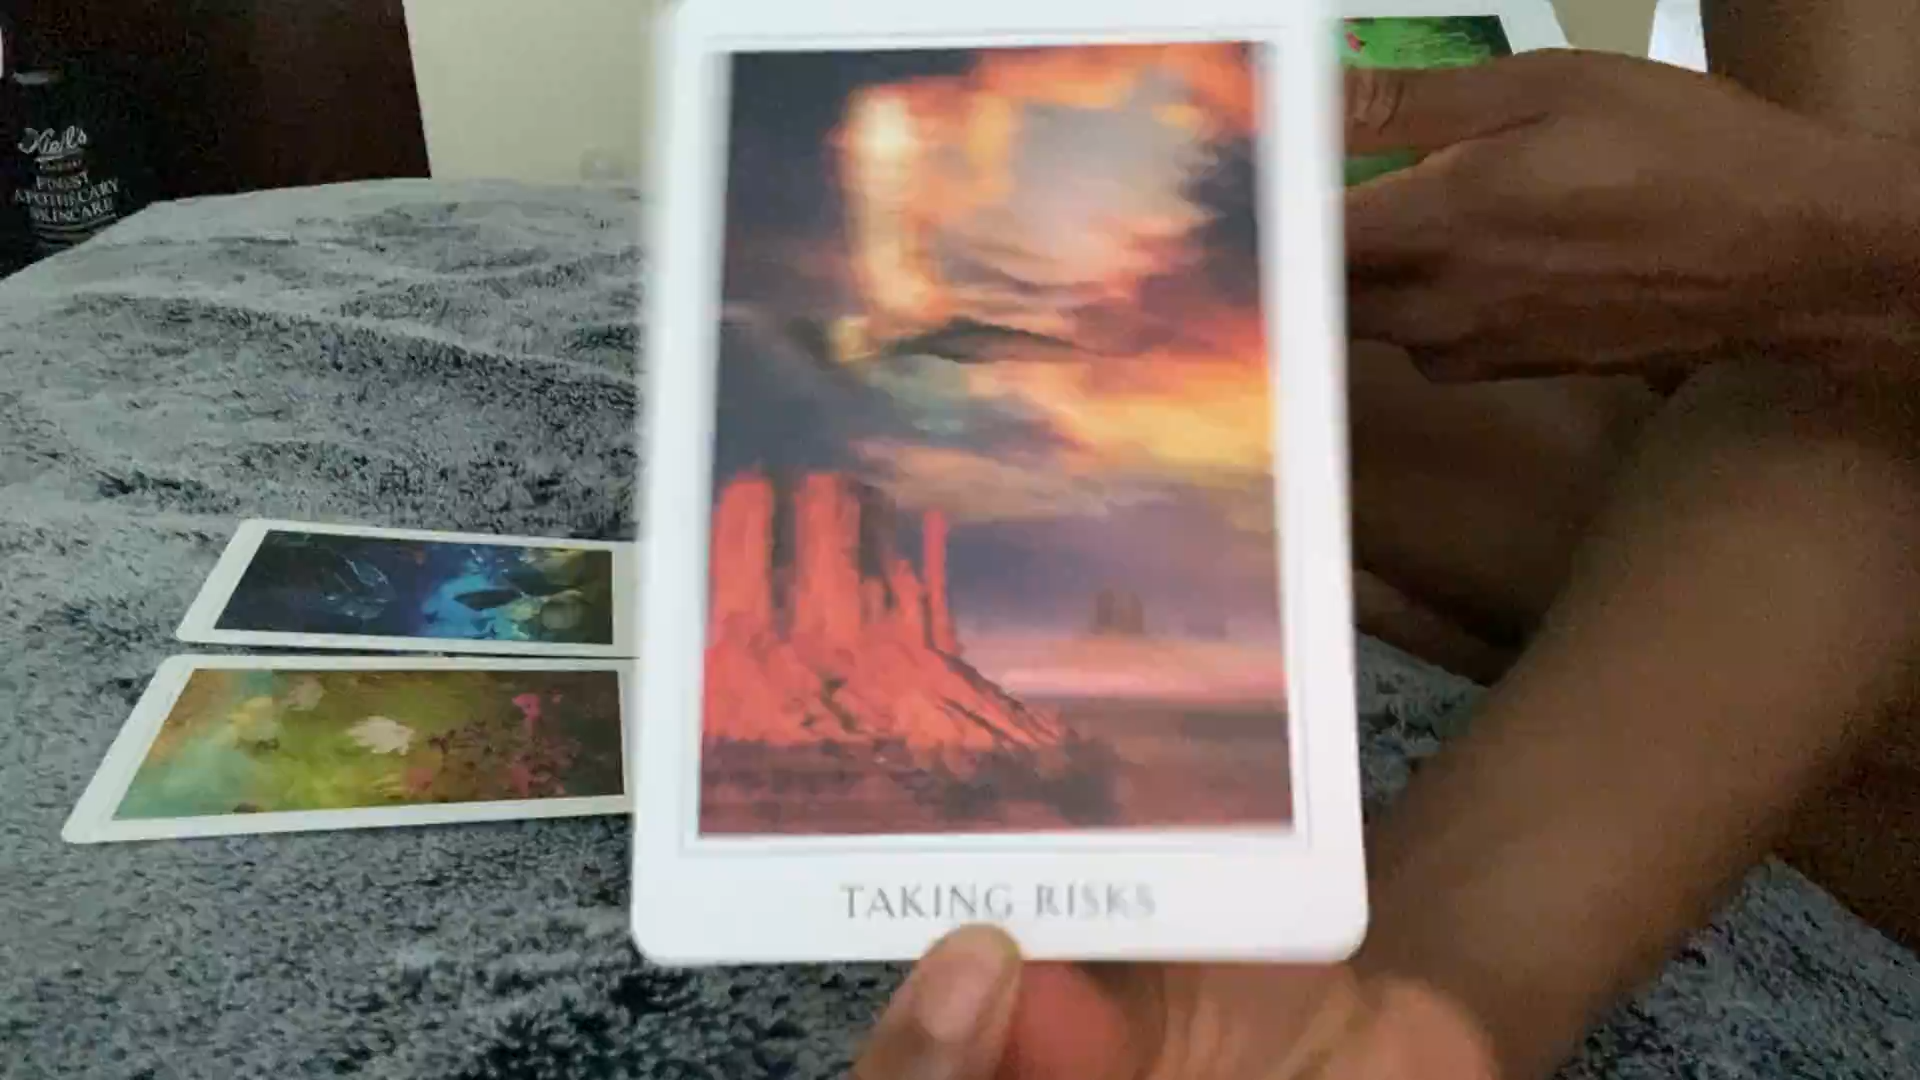 Kiehl's
FINEST
APOTHECARY
SKINCARE
TAKING RISKS